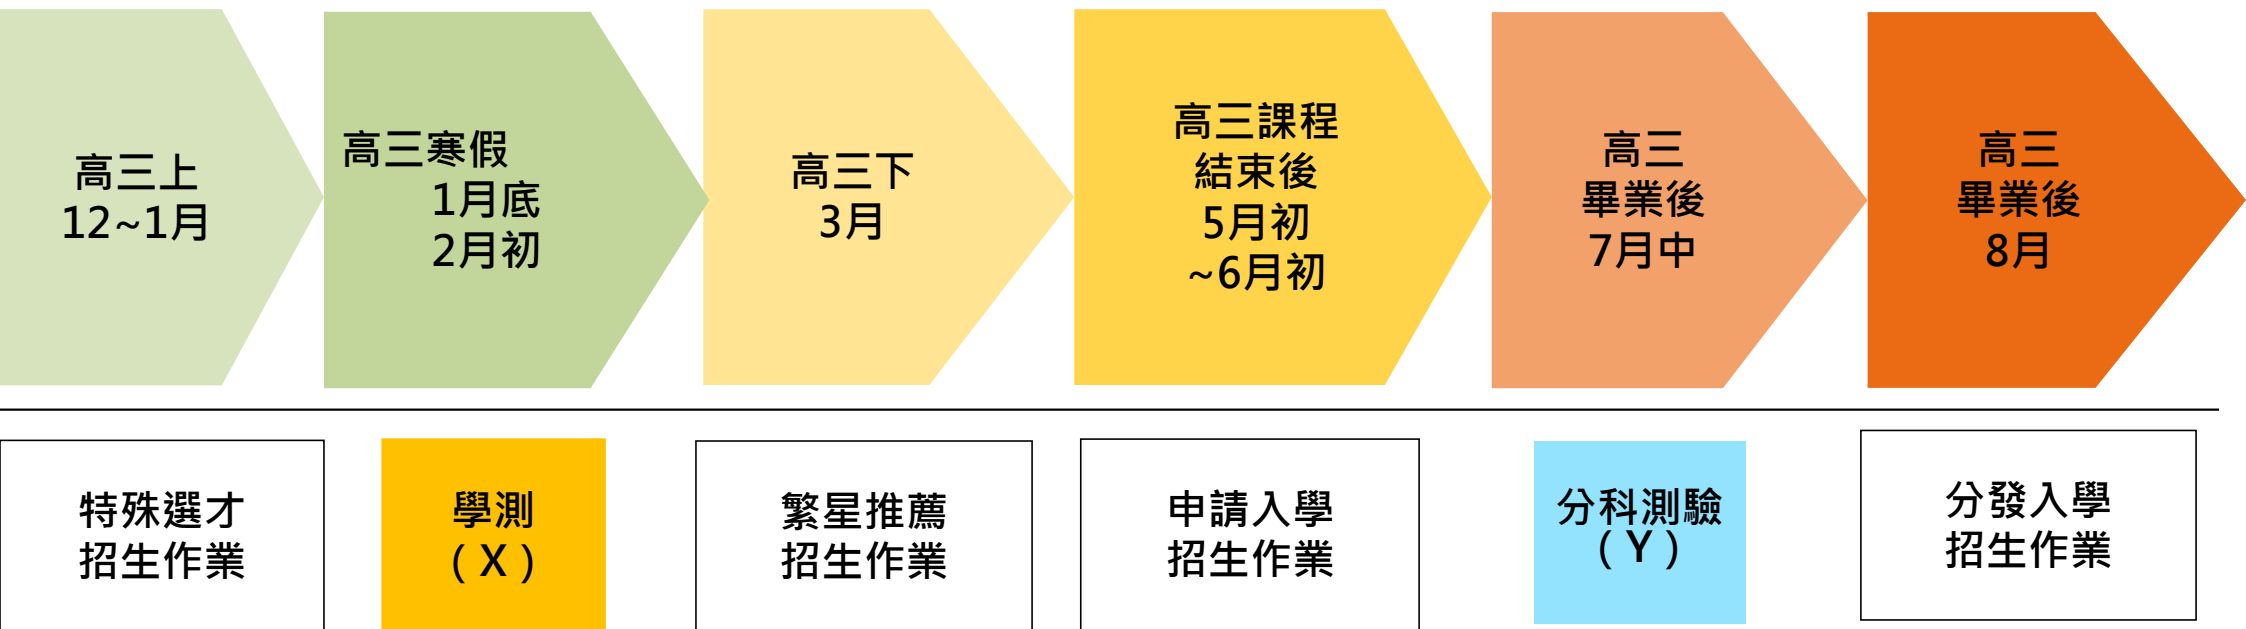 高三上
12~1月
高三寒假
1月底
2月初
高三下
3月
高三課程
結束後
5月初
~6月初
高三
畢業後
7月中
高三
畢業後
8月
特殊選才
招生作業
學測
(X)
繁星推薦
招生作業
申請入學
招生作業
分科測驗
(Y)
分發入學
招生作業